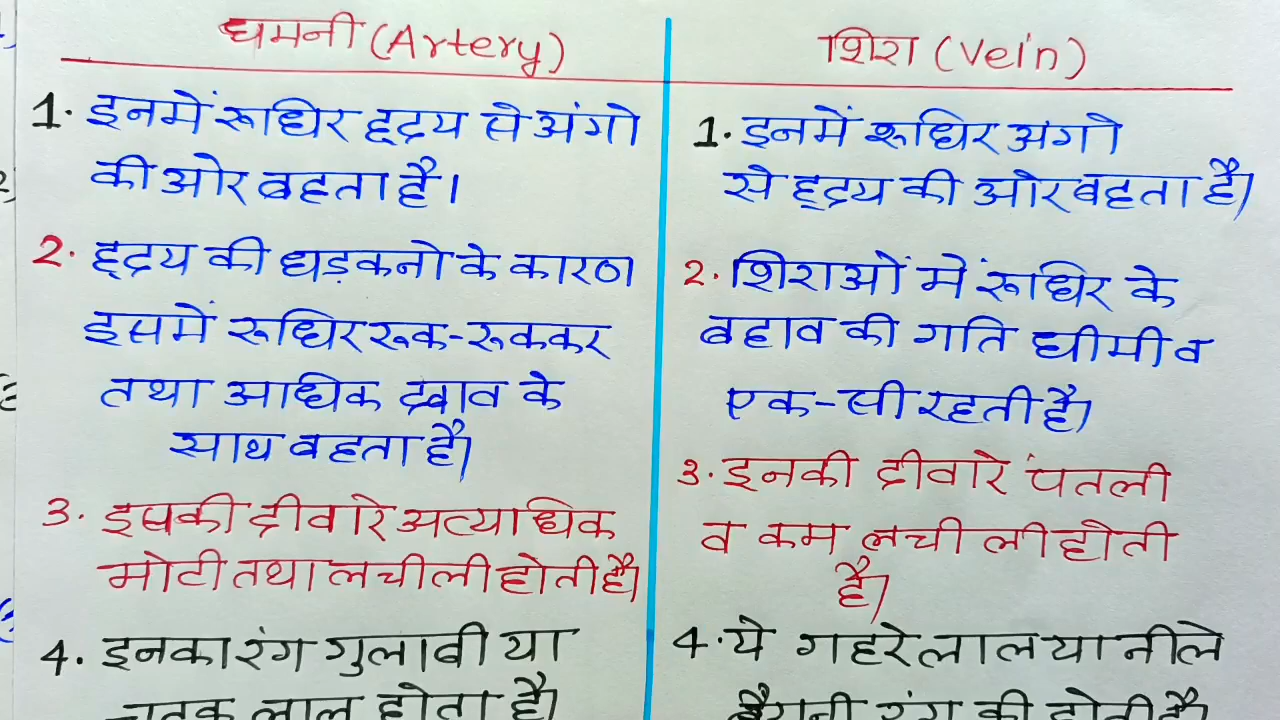 धमनी (Artery)
1. इनमें रूधिर हृदय से अंगो
की ओर बहता है।
2. हृदय की धड़कनो के कारण
इसमें रूधिर रूक-रूककर
तथा अधिक दबाव के
साथ बहता है।
3. इसकी दीवारे अत्याधिक
मोटी तथा लचीली होती है।
4. इनका रंग गुलाबी या
चटक लाल होता है।
शिरा (Vein)
1. इनमें रूधिर अंगो
से हृदय की ओर बहता है।
2. शिराओं में रूधिर के
बहाव की गति धीमी व
एक-सी रहती है।
3. इनकी दीवारें पतली
व कम लचीली होती
है।
4. ये गहरे लाल या नीले
बैगनी रंग की होती है।